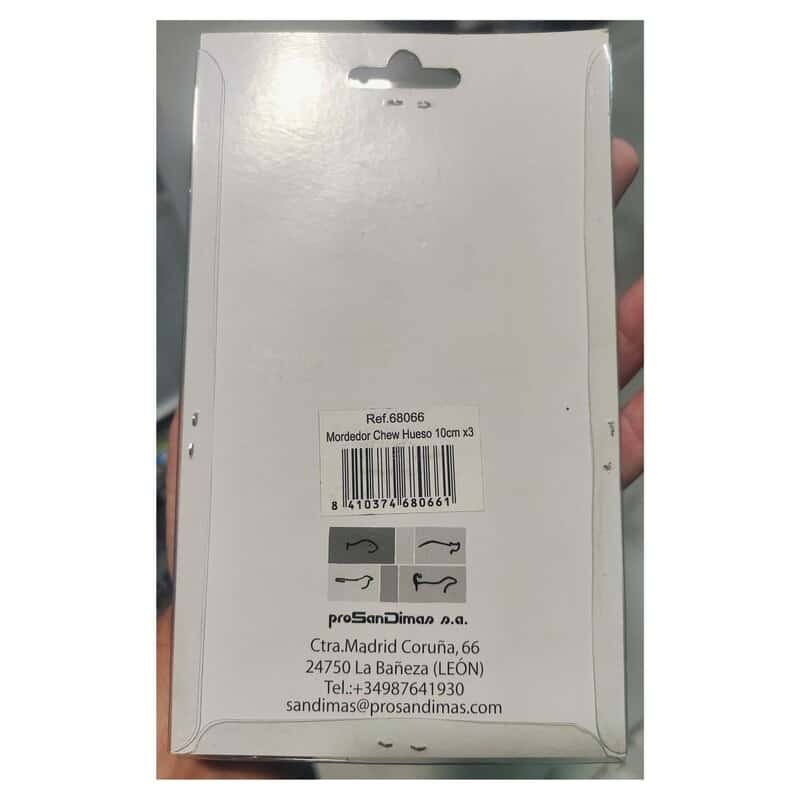 Ref.68066
Mordedor Chew Hueso 10cm x3
8 410374 680661
proSanDimas s.a.
Ctra.Madrid Coruña, 66
24750 La Bañeza (LEÓN)
Tel.:+34987641930
sandimas@prosandimas.com